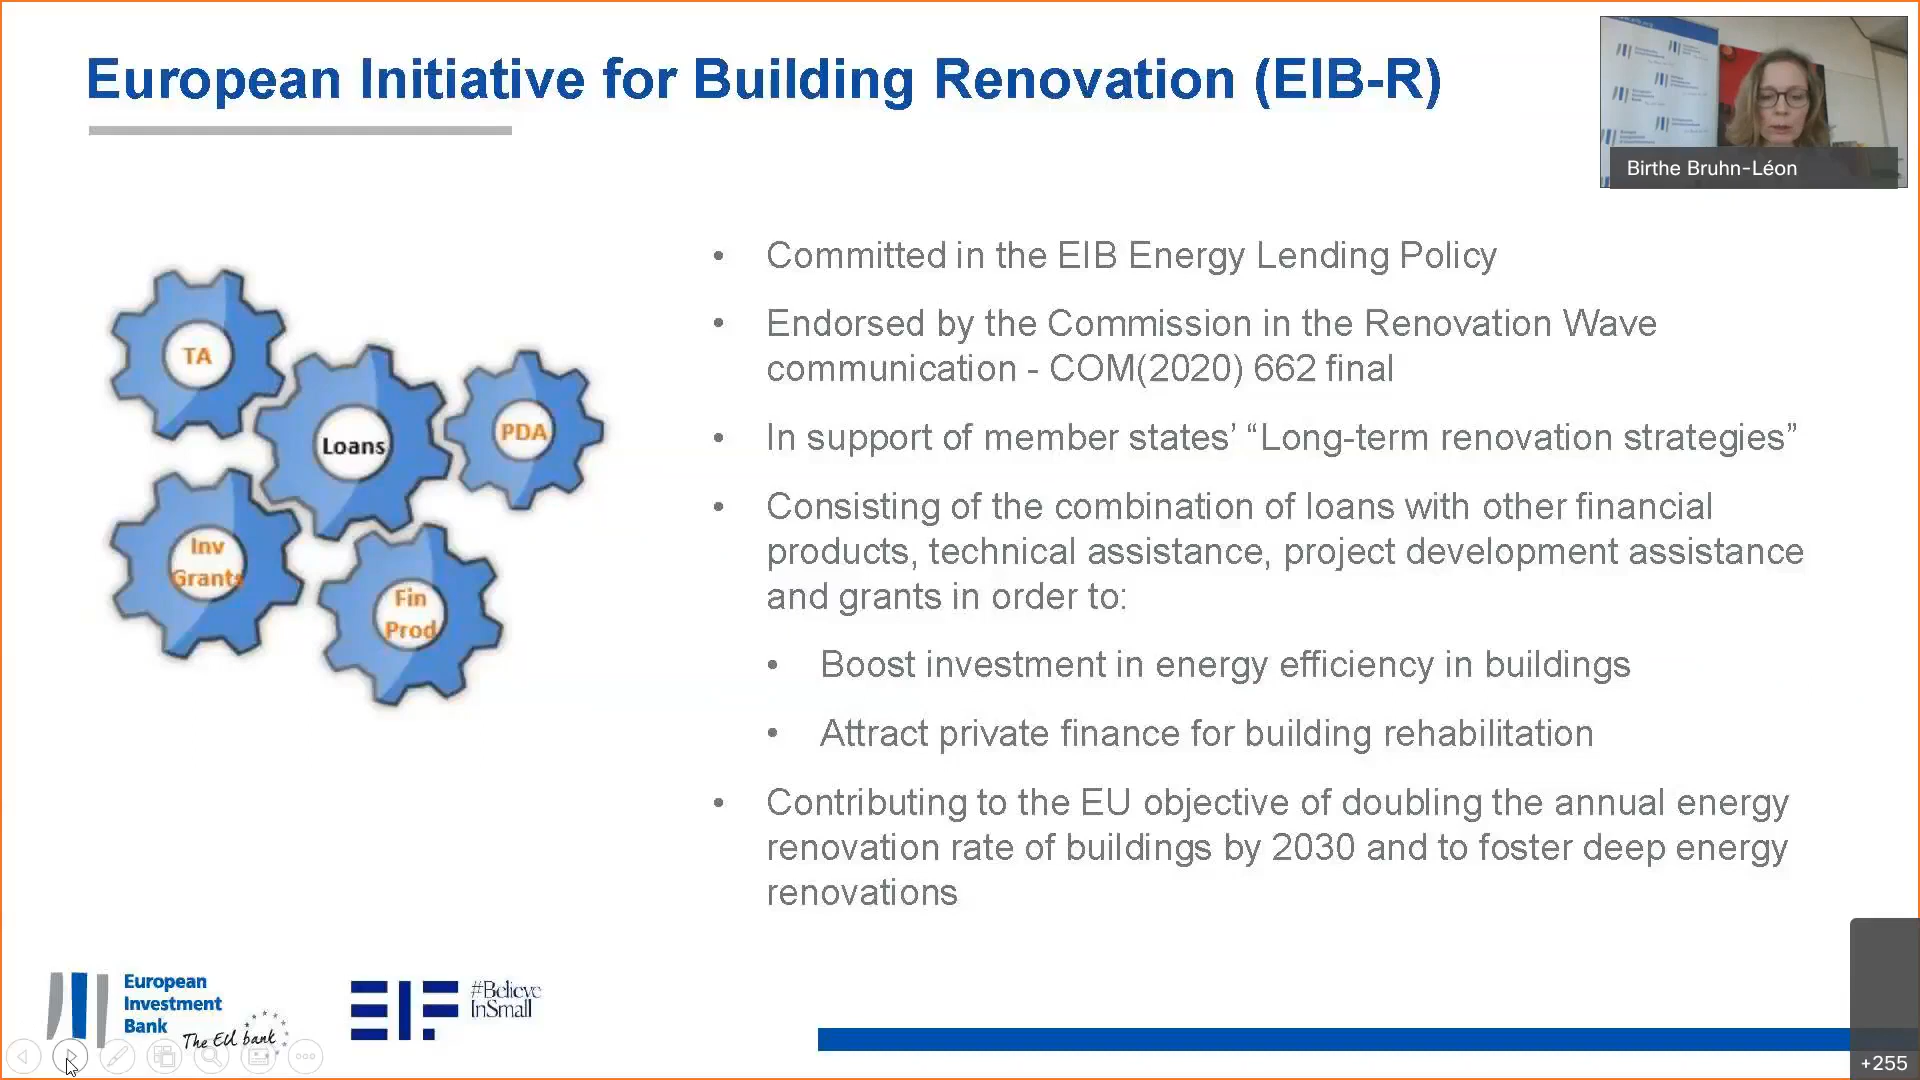 European Initiative for Building Renovation (EIB-R)
Birthe Bruhn-Léon
TA
Loans
PDA
Inv
Grants
Fin
Prod
• Committed in the EIB Energy Lending Policy
• Endorsed by the Commission in the Renovation Wave
communication - COM(2020) 662 final
• In support of member states’ “Long-term renovation strategies”
• Consisting of the combination of loans with other financial
products, technical assistance, project development assistance
and grants in order to:
• Boost investment in energy efficiency in buildings
• Attract private finance for building rehabilitation
• Contributing to the EU objective of doubling the annual energy
renovation rate of buildings by 2030 and to foster deep energy
renovations
European
Investment
Bank
The EU bank
EIF
#Believe
InSmall
+255